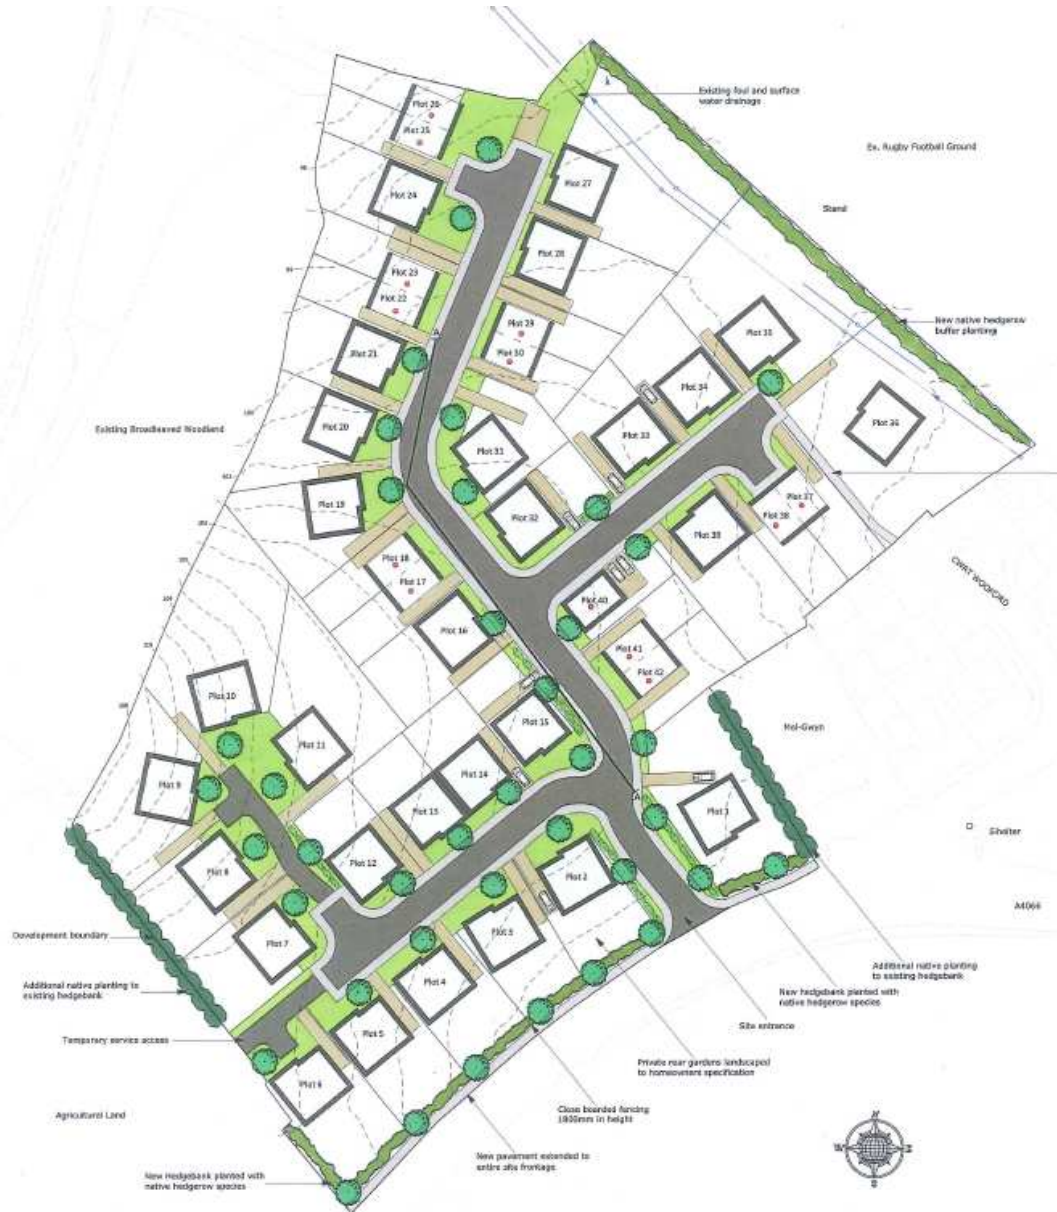 Existing foul and surface
water drainage
Ex. Rugby Football Ground
Stand
New native hedgerow
buffer planting
Plot 26
Plot 25
Plot 24
Plot 27
Plot 28
Plot 23
Plot 22
Plot 29
Plot 30
A
Plot 21
Plot 20
Plot 19
Existing Broadleaved Woodland
Plot 31
Plot 32
Plot 33
Plot 34
Plot 35
Plot 36
Plot 37
Plot 38
Plot 39
Plot 18
Plot 17
Plot 16
Plot 40
Plot 41
Plot 42
CWRT WOOFORD
Plot 10
Plot 11
Plot 9
Plot 8
Plot 7
Plot 12
Plot 13
Plot 14
Plot 15
Mol-Gwyn
A
Plot 2
Shelter
A4066
Plot 4
Plot 5
Plot 6
Development boundary
Additional native planting to
existing hedgebank
Temporary service access
Agricultural Land
New Hedgebank planted with
native hedgerow species
New pavement extended to
entire site frontage
Close boarded fencing
1800mm in height
Private rear gardens landscaped
to homeowners specification
Site entrance
New hedgebank planted with
native hedgerow species
Additional native planting
to existing hedgebank
N
W
E
S